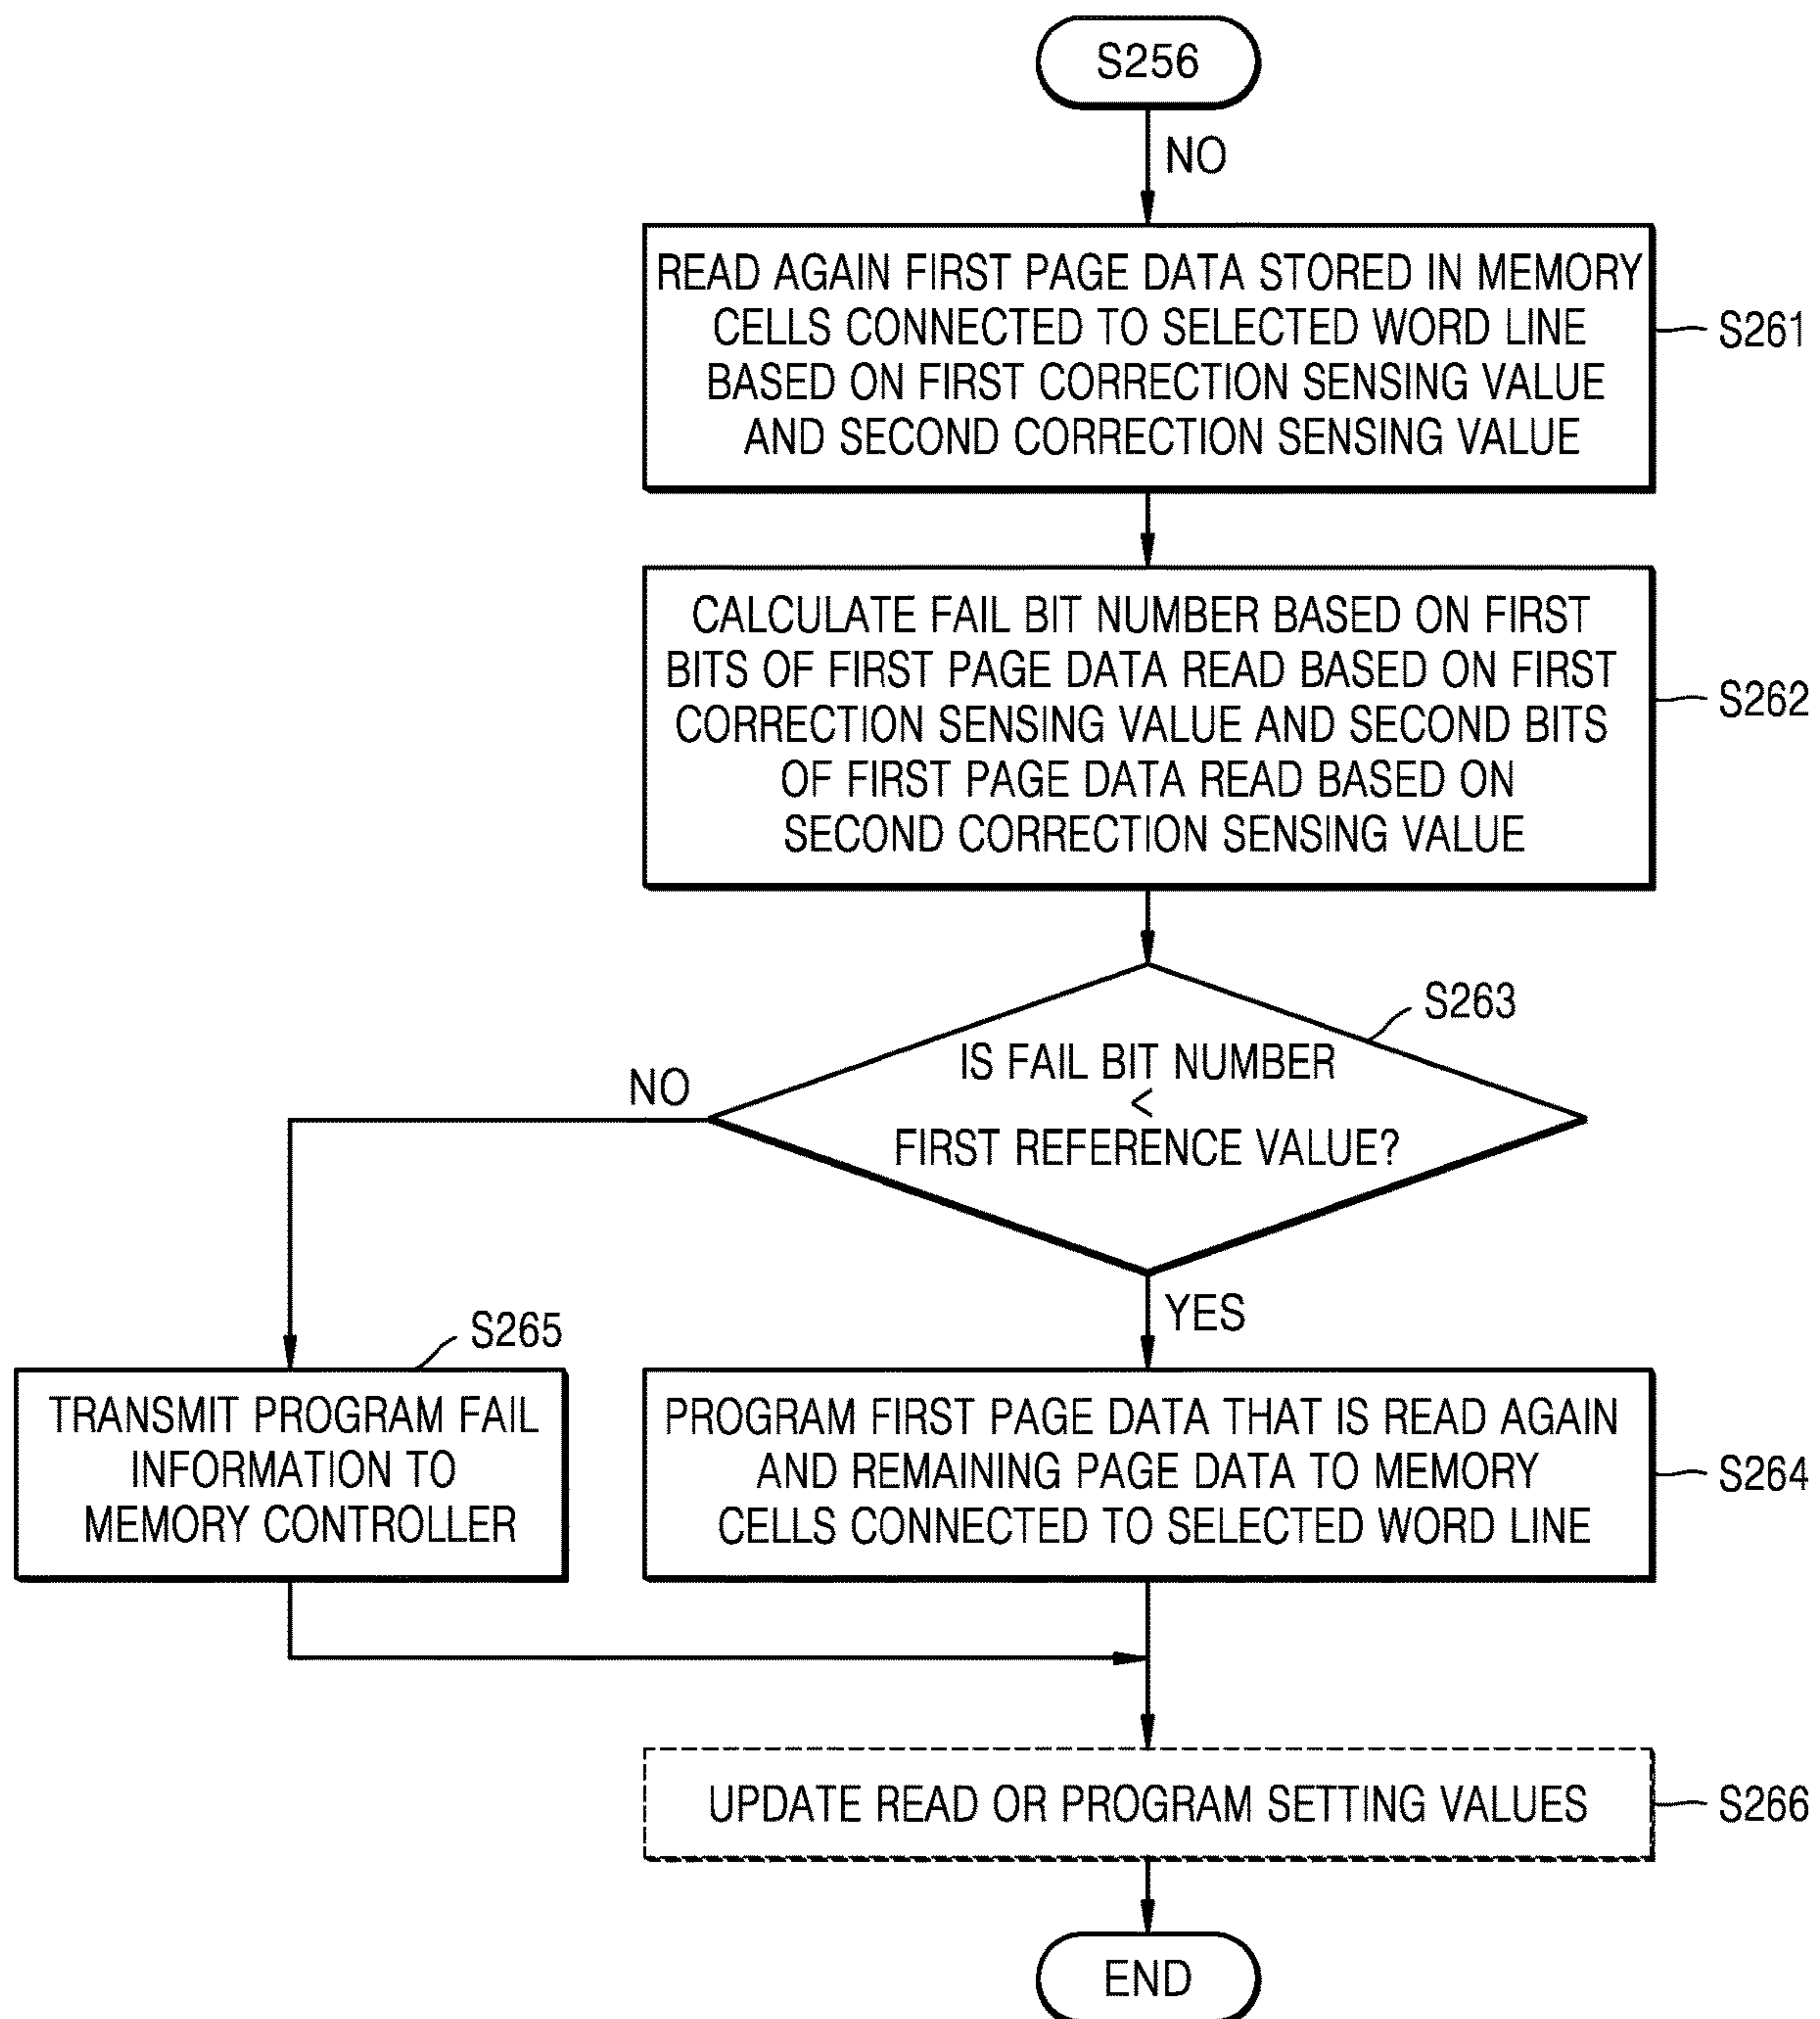 S256
NO
READ AGAIN FIRST PAGE DATA STORED IN MEMORY
CELLS CONNECTED TO SELECTED WORD LINE
BASED ON FIRST CORRECTION SENSING VALUE
AND SECOND CORRECTION SENSING VALUE
S261
CALCULATE FAIL BIT NUMBER BASED ON FIRST
BITS OF FIRST PAGE DATA READ BASED ON FIRST
CORRECTION SENSING VALUE AND SECOND BITS
OF FIRST PAGE DATA READ BASED ON
SECOND CORRECTION SENSING VALUE
S262
S263
IS FAIL BIT NUMBER
<
FIRST REFERENCE VALUE?
NO
YES
S265
TRANSMIT PROGRAM FAIL
INFORMATION TO
MEMORY CONTROLLER
PROGRAM FIRST PAGE DATA THAT IS READ AGAIN
AND REMAINING PAGE DATA TO MEMORY
CELLS CONNECTED TO SELECTED WORD LINE
S264
UPDATE READ OR PROGRAM SETTING VALUES
S266
END